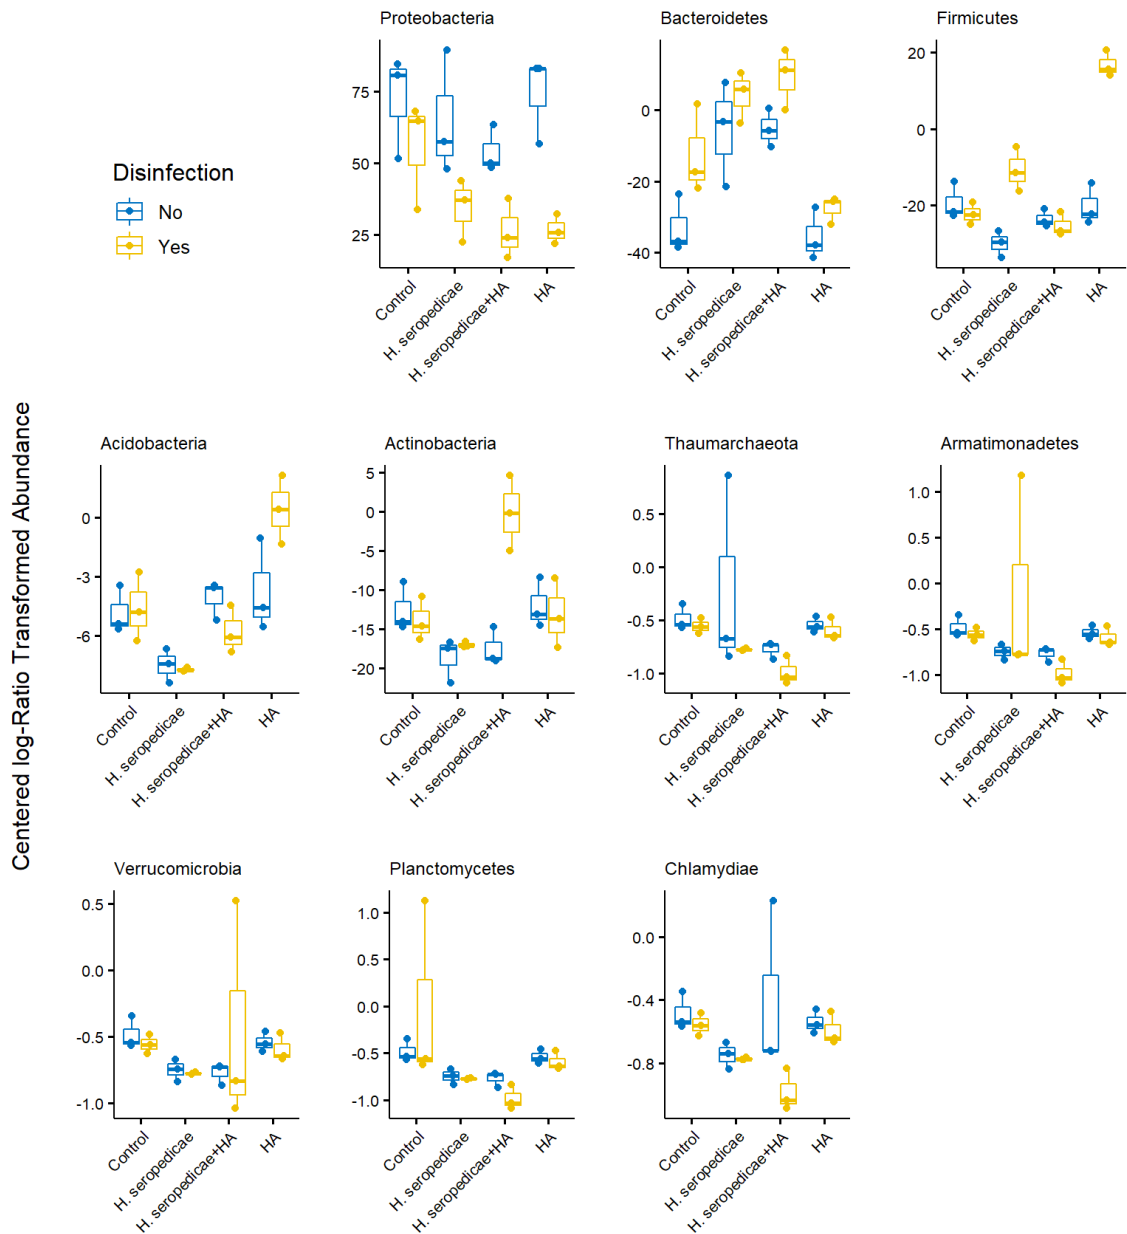 Proteobacteria
Bacteroidetes
Firmicutes
Disinfection
No
Yes
75
50
25
0
-20
-40
20
0
-20
Control
H. seropedicae
H. seropedicae+HA
HA
Control
H. seropedicae
H. seropedicae+HA
HA
Control
H. seropedicae
H. seropedicae+HA
HA
Centered log-Ratio Transformed Abundance
Acidobacteria
Actinobacteria
Thaumarchaeota
Armatimonadetes
0
-3
-6
5
0
-5
-10
-15
-20
0.5
0.0
-0.5
-1.0
1.0
0.5
0.0
-0.5
-1.0
Control
H. seropedicae
H. seropedicae+HA
HA
Control
H. seropedicae
H. seropedicae+HA
HA
Control
H. seropedicae
H. seropedicae+HA
HA
Control
H. seropedicae
H. seropedicae+HA
HA
Verrucomicrobia
Planctomycetes
Chlamydiae
0.5
0.0
-0.5
-1.0
1.0
0.5
0.0
-0.5
-1.0
0.0
-0.4
-0.8
Control
H. seropedicae
H. seropedicae+HA
HA
Control
H. seropedicae
H. seropedicae+HA
HA
Control
H. seropedicae
H. seropedicae+HA
HA